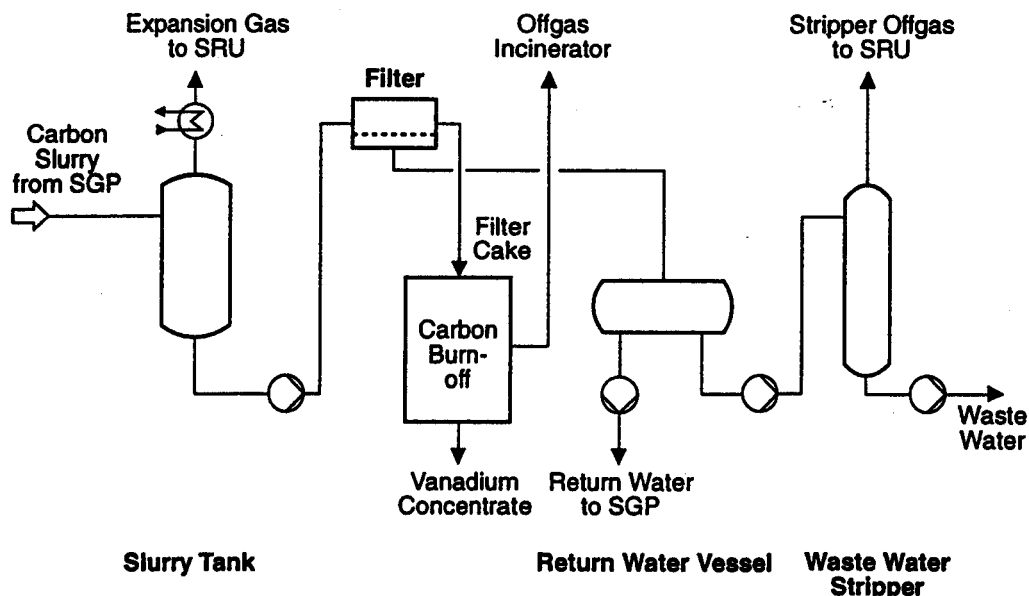 Expansion Gas
to SRU
Offgas
Incinerator
Stripper Offgas
to SRU
Filter
Carbon
Slurry
from SGP
Filter
Cake
Carbon
Burn-
off
Waste
Water
Vanadium
Concentrate
Return Water
to SGP
Slurry Tank
Return Water Vessel
Waste Water
Stripper